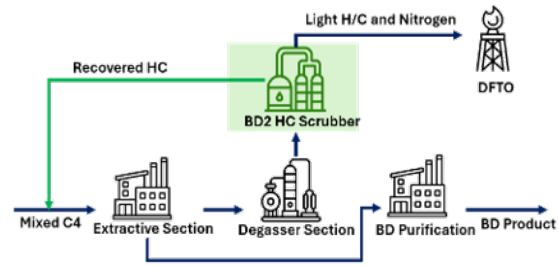 Light H/C and Nitrogen
Recovered HC
DFTO
BD2 HC Scrubber
Mixed C4
Extractive Section
Degasser Section
BD Purification
BD Product